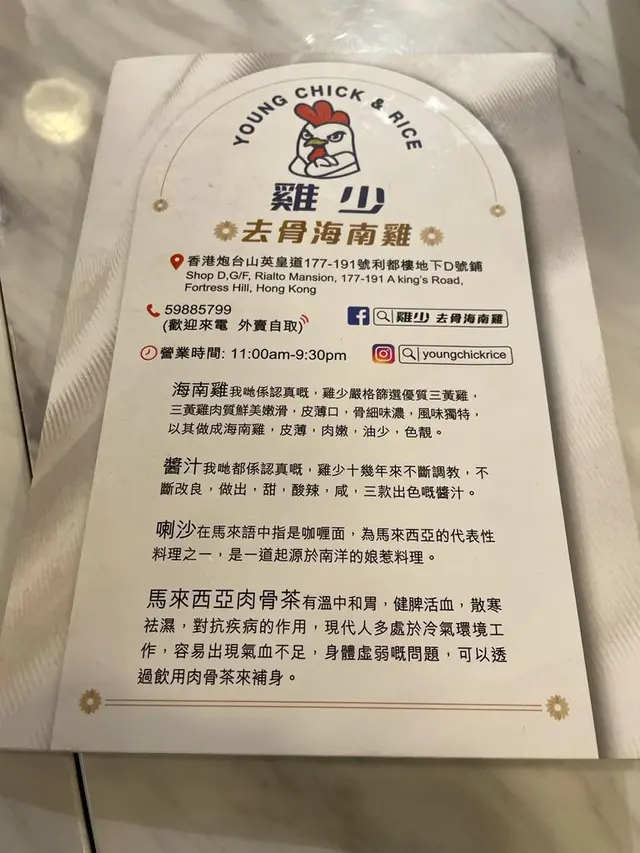 YOUNG CHICK & RICE
雞少
去骨海南雞
香港炮台山英皇道177-191號利都樓地下D號鋪
Shop D,G/F, Rialto Mansion, 177-191 A king's Road,
Fortress Hill, Hong Kong
59885799
(歡迎來電 外賣自取)
雞少 去骨海南雞
營業時間: 11:00am-9:30pm
youngchickrice
海南雞我哋係認真嘅，雞少嚴格篩選優質三黃雞，
三黃雞肉質鮮美嫩滑，皮薄口，骨細味濃，風味獨特，
以其做成海南雞，皮薄，肉嫩，油少，色靚。
醬汁我哋都係認真嘅，雞少十幾年來不斷調教，不
斷改良，做出，甜，酸辣，咸，三款出色嘅醬汁。
喇沙在馬來語中指是咖喱面，為馬來西亞的代表性
料理之一，是一道起源於南洋的娘惹料理。
馬來西亞肉骨茶有溫中和胃，健脾活血，散寒
祛濕，對抗疾病的作用，現代人多處於冷氣環境工
作，容易出現氣血不足，身體虛弱嘅問題，可以透
過飲用肉骨茶來補身。